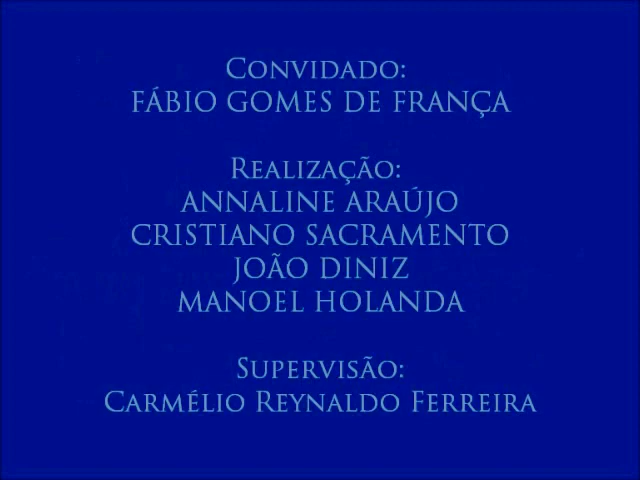 Convidado:
FÁBIO GOMES DE FRANÇA
Realização:
ANNALINE ARAÚJO
CRISTIANO SACRAMENTO
JOÃO DINIZ
MANOEL HOLANDA
Supervisão:
Carmélio Reynaldo Ferreira